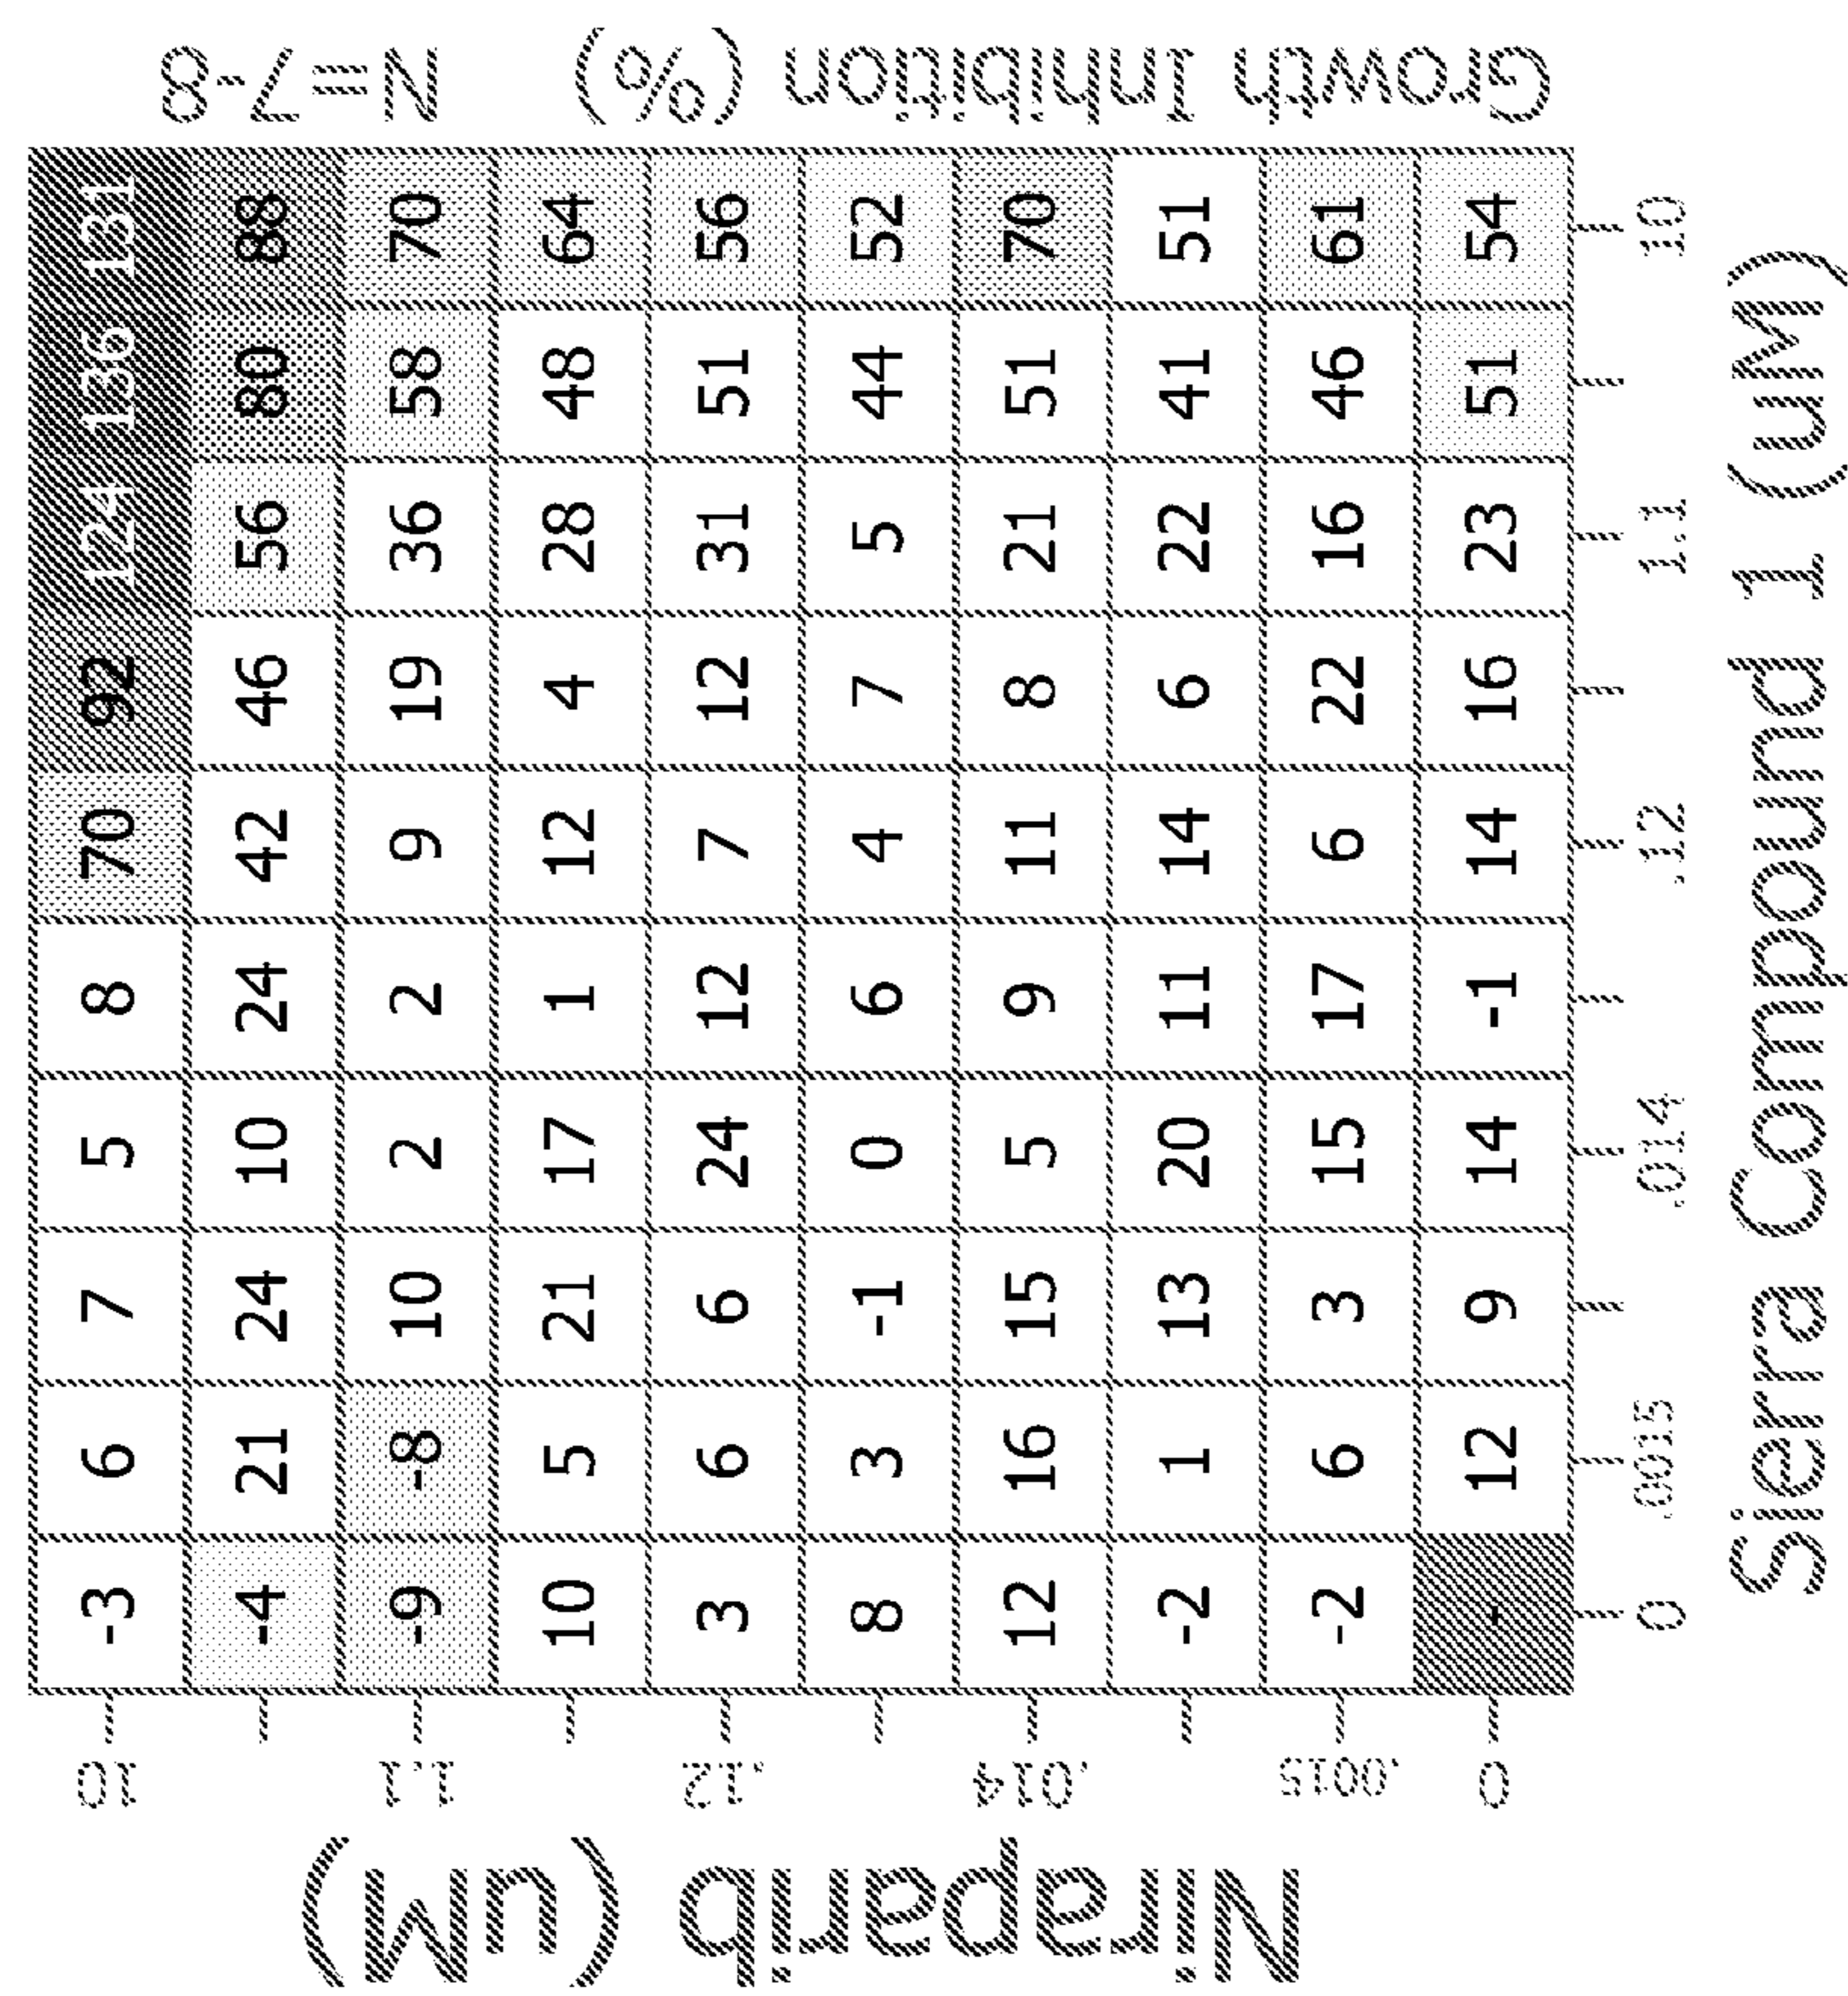 Niraparib (uM)
10 -3 6 7 5 8 70 92 124 136 131
-4 21 24 10 24 42 46 56 80 88
1.1 -9 -8 10 2 2 9 19 36 58 70
10 5 21 17 1 12 4 28 48 64
.12 3 6 6 24 12 7 12 31 51 56
8 3 -1 0 6 4 7 5 44 52
.014 12 16 15 5 9 11 8 21 51 70
-2 1 13 20 11 14 6 22 41 51
.0015 -2 6 3 15 17 6 22 16 46 61
0 - 12 9 14 -1 14 16 23 51 54
0 .0015 .014 .12 1.1 10
Sierra Compound 1 (uM)
Growth Inhibition (%) N=7-8